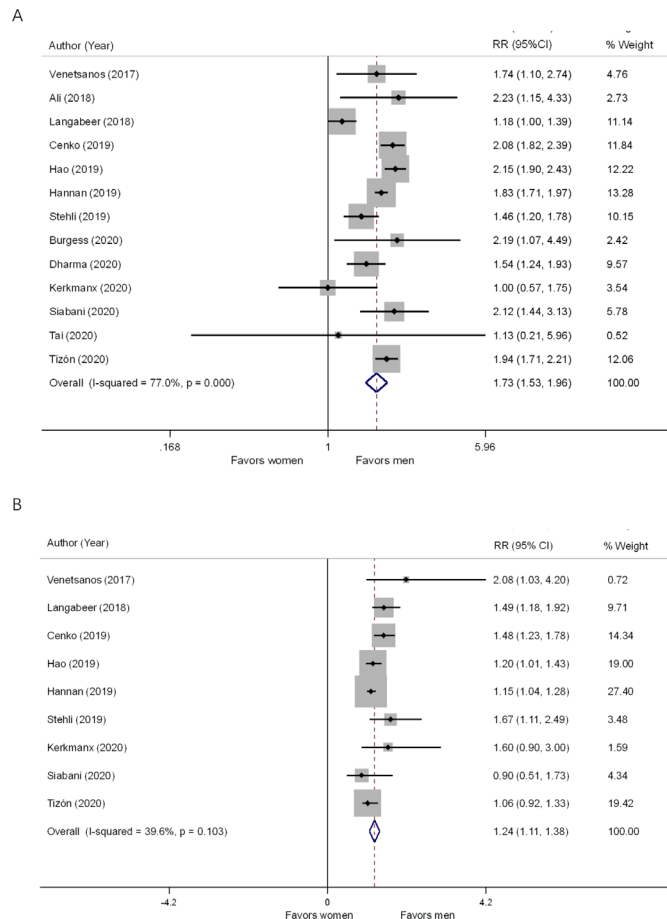 A
Author (Year) RR (95%CI) % Weight
Venetsanos (2017) 1.74 (1.10, 2.74) 4.76
Ali (2018) 2.23 (1.15, 4.33) 2.73
Langabeer (2018) 1.18 (1.00, 1.39) 11.14
Cenko (2019) 2.08 (1.82, 2.39) 11.84
Hao (2019) 2.15 (1.90, 2.43) 12.22
Hannan (2019) 1.83 (1.71, 1.97) 13.28
Stehli (2019) 1.46 (1.20, 1.78) 10.15
Burgess (2020) 2.19 (1.07, 4.49) 2.42
Dharma (2020) 1.54 (1.24, 1.93) 9.57
Kerkmanx (2020) 1.00 (0.57, 1.75) 3.54
Siabani (2020) 2.12 (1.44, 3.13) 5.78
Tai (2020) 1.13 (0.21, 5.96) 0.52
Tizón (2020) 1.94 (1.71, 2.21) 12.06
Overall (I-squared = 77.0%, p = 0.000) 1.73 (1.53, 1.96) 100.00
.168 1 5.96
Favors women Favors men
B
Author (Year) RR (95% CI) % Weight
Venetsanos (2017) 2.08 (1.03, 4.20) 0.72
Langabeer (2018) 1.49 (1.18, 1.92) 9.71
Cenko (2019) 1.48 (1.23, 1.78) 14.34
Hao (2019) 1.20 (1.01, 1.43) 19.00
Hannan (2019) 1.15 (1.04, 1.28) 27.40
Stehli (2019) 1.67 (1.11, 2.49) 3.48
Kerkmanx (2020) 1.60 (0.90, 3.00) 1.59
Siabani (2020) 0.90 (0.51, 1.73) 4.34
Tizón (2020) 1.06 (0.92, 1.33) 19.42
Overall (I-squared = 39.6%, p = 0.103) 1.24 (1.11, 1.38) 100.00
-4.2 0 4.2
Favors women Favors men